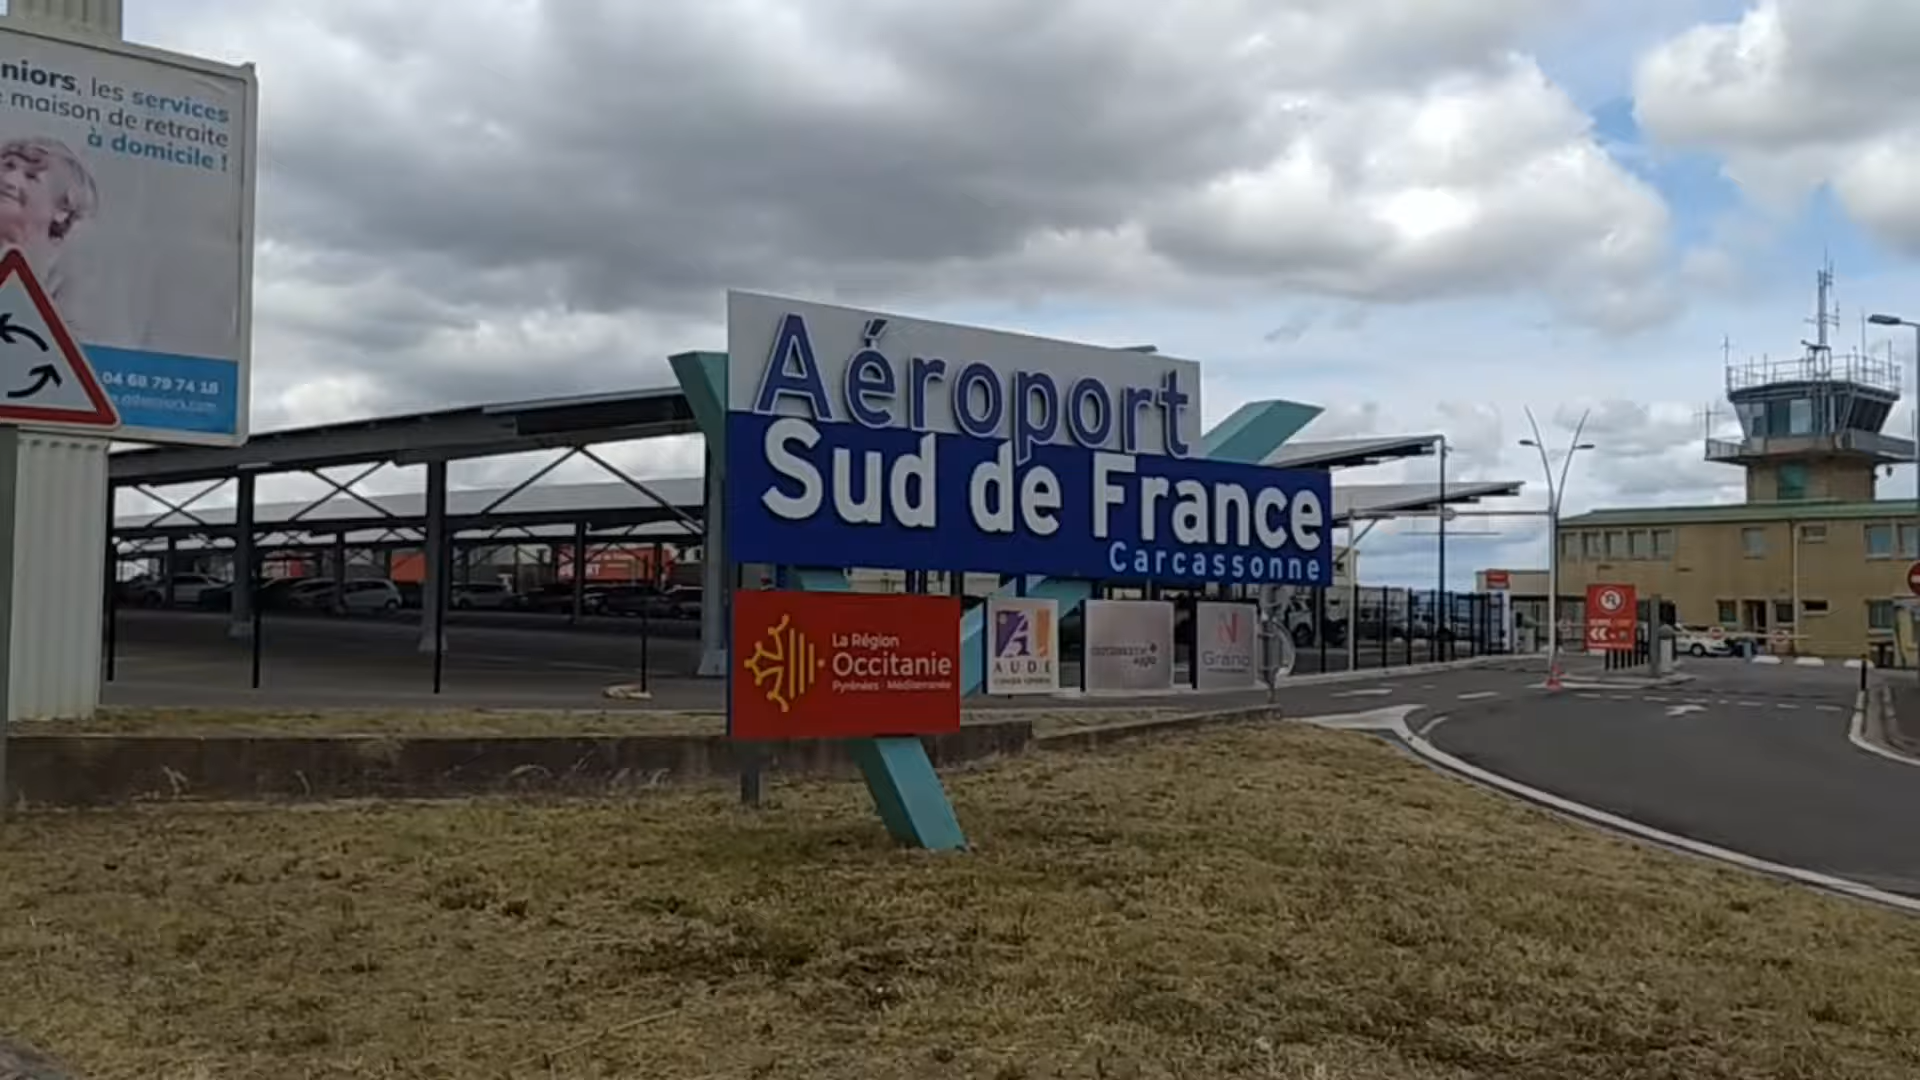 niors, les services
maison de retraite
à domicile !
04 68 79 74 18
Aéroport
Sud de France
Carcassonne
La Région
Occitanie
Pyrénées - Méditerranée
AUDE
Grand